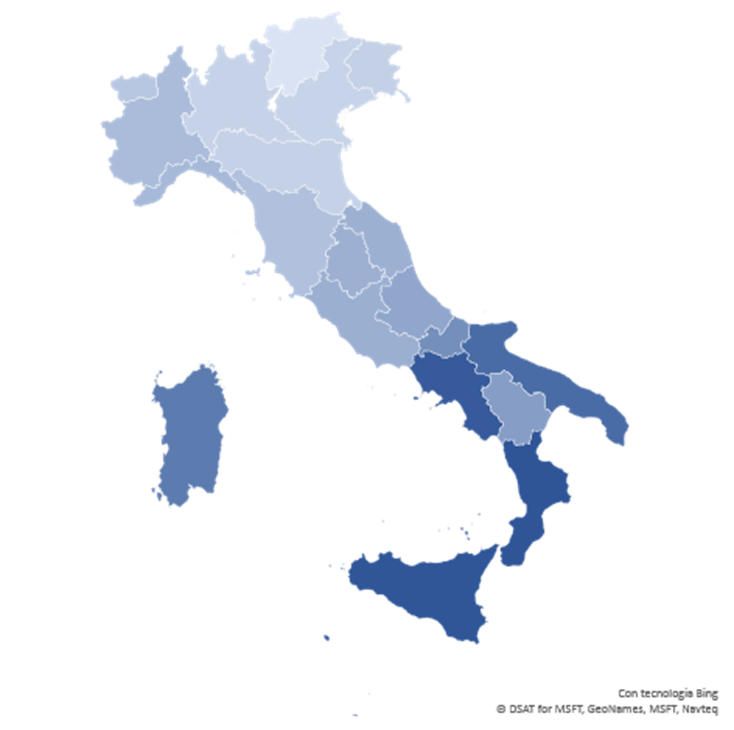 Con tecnologia Bing
© DSAT for MSFT, GeoNames, MSFT, Navteq